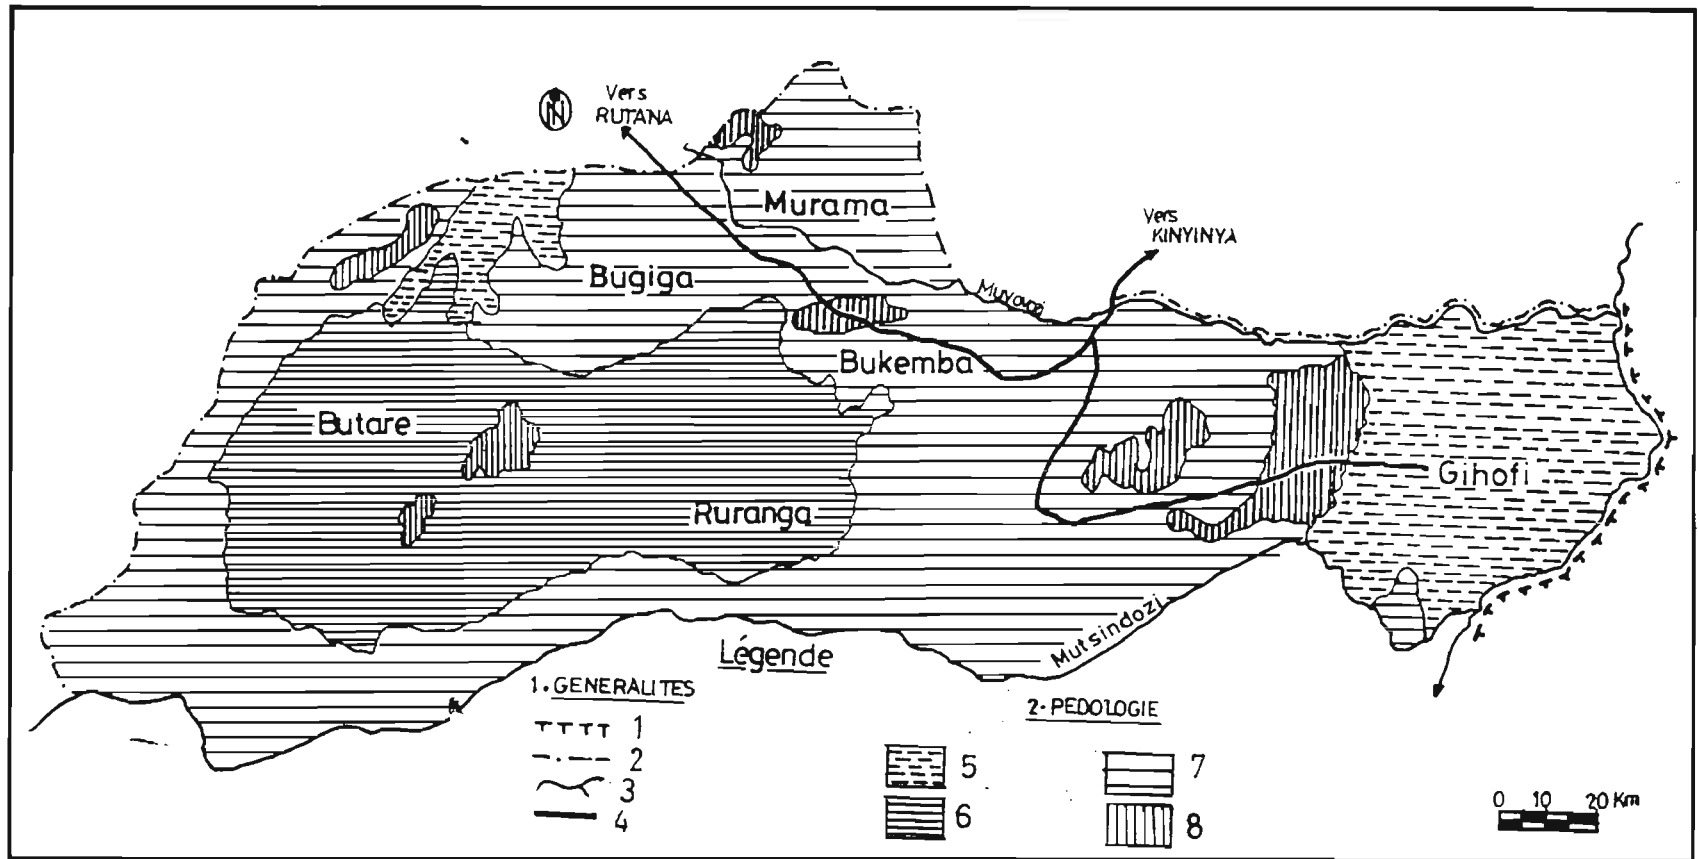 N
Vers
RUTANA
Murama
Vers
KINYINYA
Bugiga
Bukemba
Butare
Gihofi
Ruranga
Mutsindozi
Légende
1. GENERALITES
2- PEDOLOGIE
1
2
3
4
5
6
7
8
0 10 20 Km